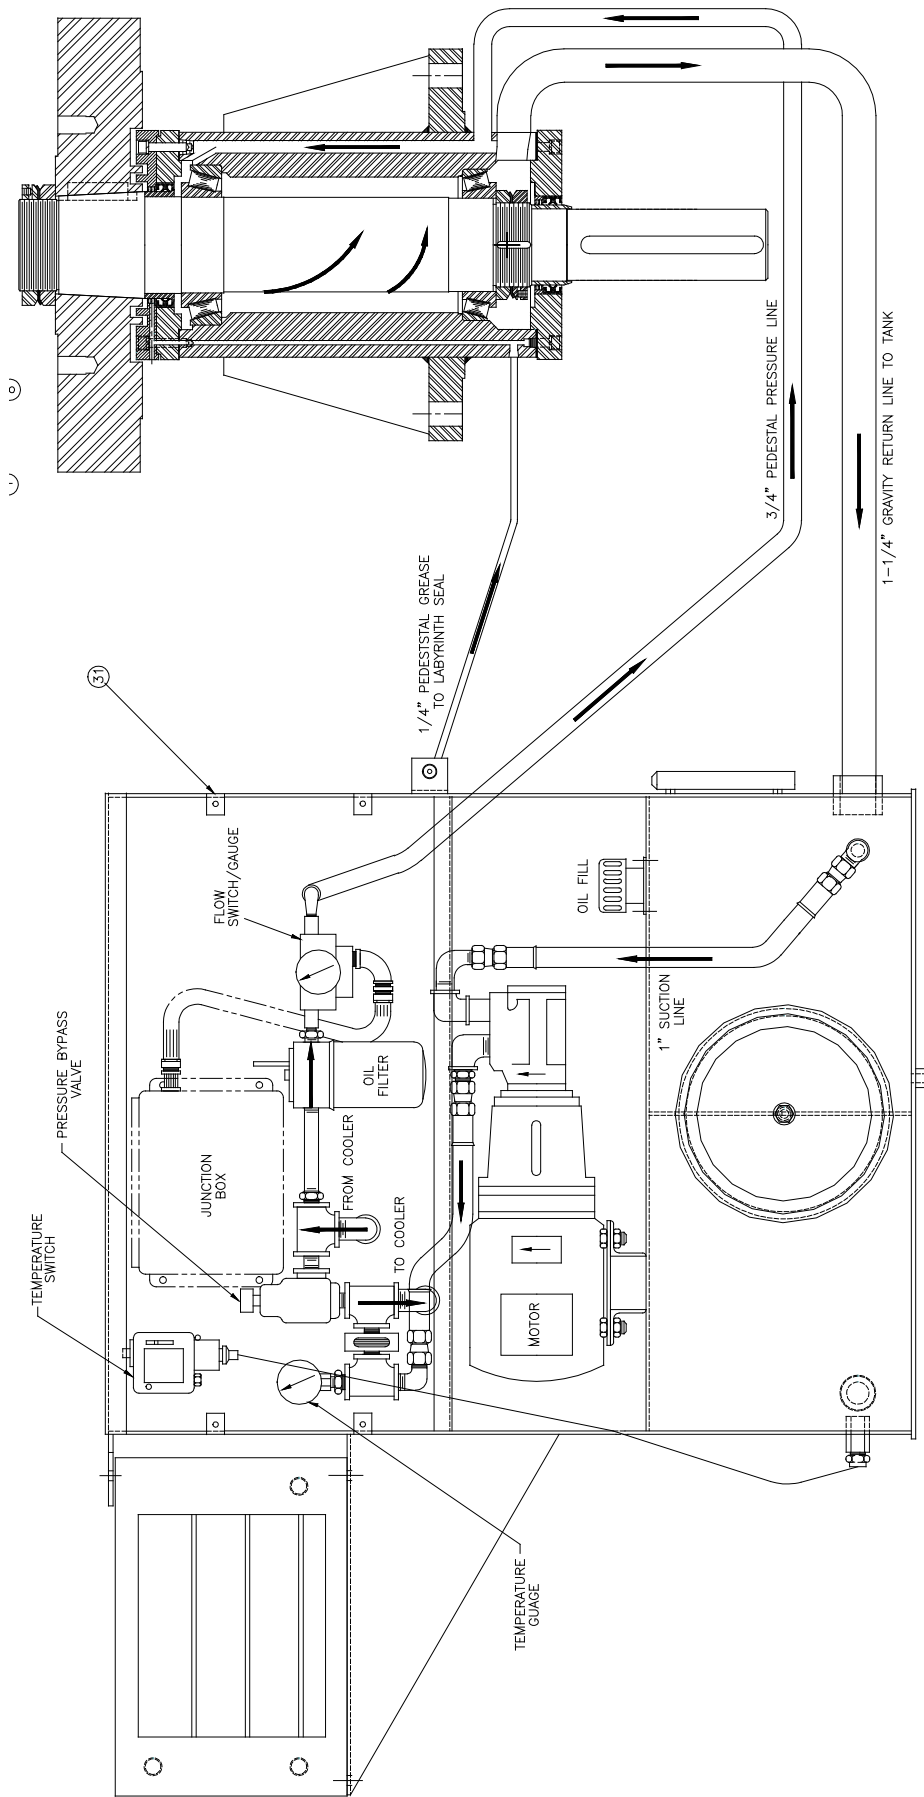 TEMPERATURE
SWITCH
PRESSURE BYPASS
VALVE
31
JUNCTION
BOX
FLOW
SWITCH/GAUGE
FROM COOLER
OIL
FILTER
TO COOLER
1/4" PEDESTSTAL GREASE
TO LABYRINTH SEAL
TEMPERATURE
GUAGE
MOTOR
OIL FILL
1" SUCTION
LINE
3/4" PEDESTAL PRESSURE LINE
1-1/4" GRAVITY RETURN LINE TO TANK